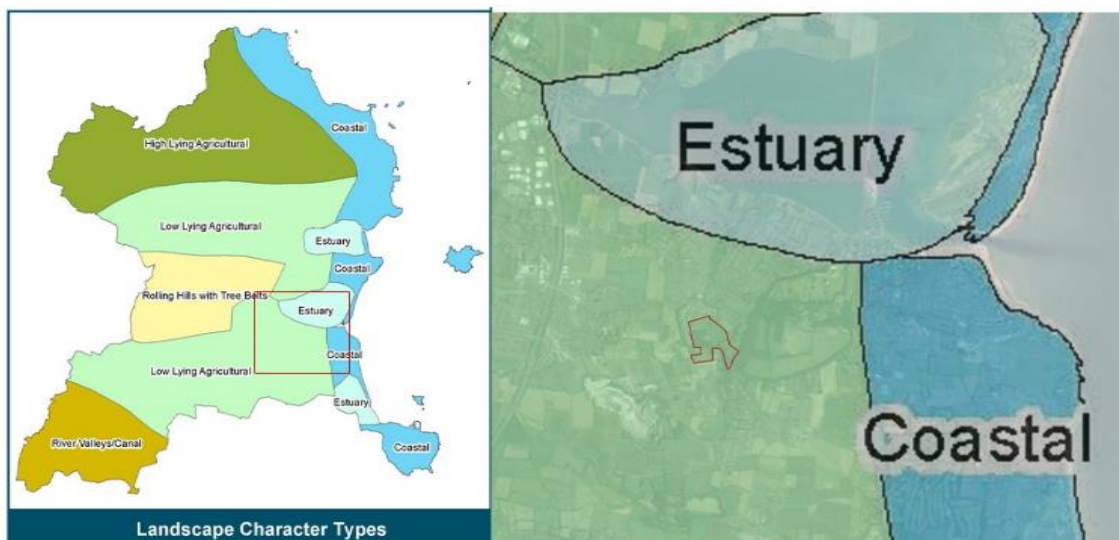 Coastal
High Lying Agricultural
Low Lying Agricultural
Estuary
Coastal
Rolling Hills with Tree Belts
Estuary
Coastal
Low Lying Agricultural
Estuary
River Valleys/Canal
Coastal
Landscape Character Types
Estuary
Coastal